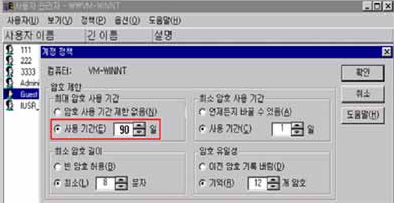 사용자 관리자 - \\VM-WINNT
사용자(U) 보기(V) 정책(P) 옵션(O) 도움말(H)
사용자 이름 긴 이름 설명
111
222
3333
Admini
Guest
IUSR_
계정 정책
컴퓨터: VM-WINNT
확인
취소
도움말(H)
암호 제한
최대 암호 사용 기간
암호 사용 기간 제한 없음(N)
사용 기간(E) 90 일
최소 암호 사용 기간
언제든지 바꿀 수 있음(A)
사용 기간(C) 1 일
최소 암호 길이
빈 암호 허용(B)
최소(L) 8 문자
암호 유일성
이전 암호 기록 버림(D)
기억(R) 12 개 암호